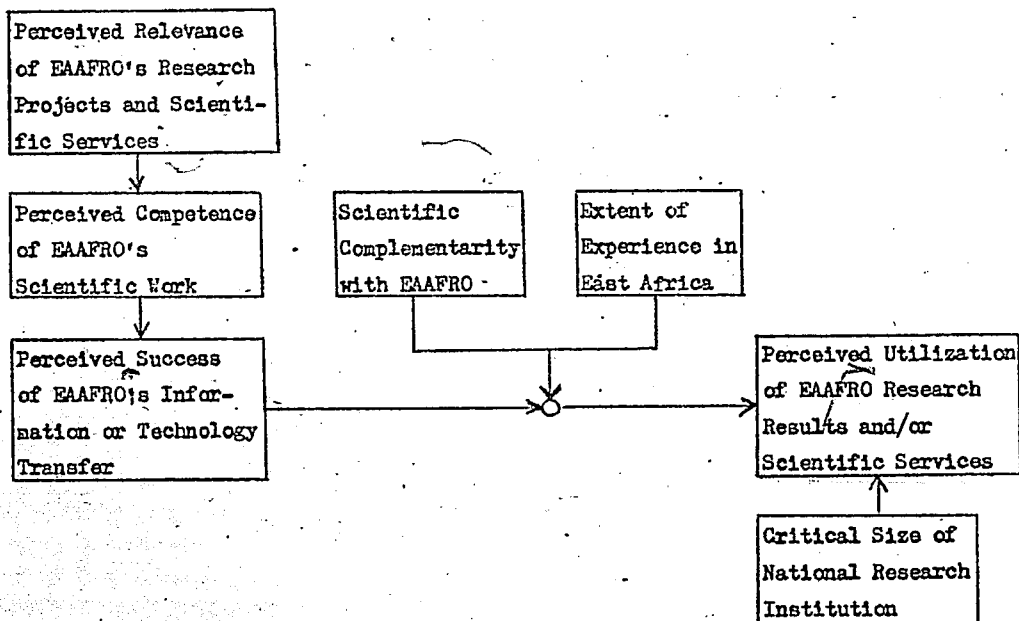 Perceived Relevance
of EAAFRO's Research
Projects and Scienti-
fic Services
Perceived Competence
of EAAFRO's
Scientific Work
Scientific
Complementarity
with EAAFRO
Extent of
Experience in
East Africa
Perceived Success
of EAAFRO's Infor-
mation or Technology
Transfer
Perceived Utilization
of EAAFRO Research
Results and/or
Scientific Services
Critical Size of
National Research
Institution